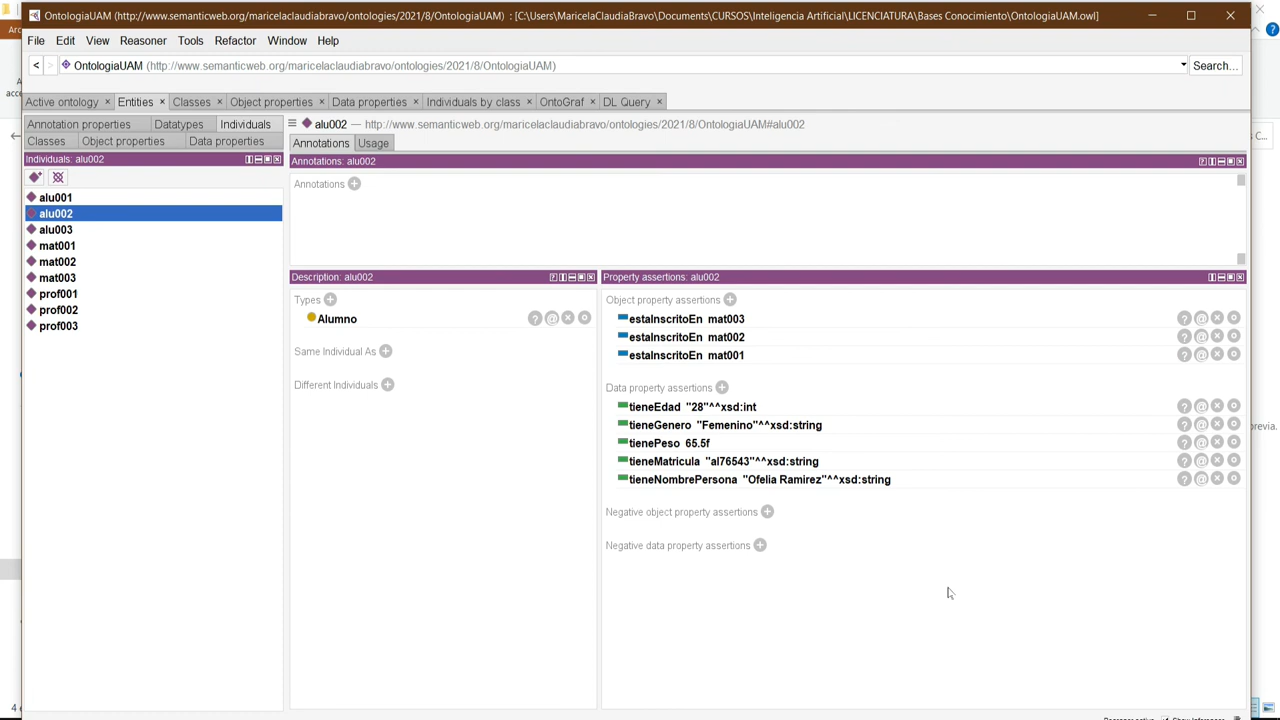 OntologiaUAM (http://www.semanticweb.org/maricelaclaudiabravo/ontologies/2021/8/OntologiaUAM) : [C:\Users\MaricelaClaudiaBravo\Documents\CURSOS\Inteligencia Artificial\LICENCIATURA\Bases Conocimiento\OntologiaUAM.owl]
File Edit View Reasoner Tools Refactor Window Help
< > OntologiaUAM (http://www.semanticweb.org/maricelaclaudiabravo/ontologies/2021/8/OntologiaUAM) Search...
Active ontology × Entities × Classes × Object properties × Data properties × Individuals by class × OntoGraf × DL Query ×
Annotation properties Datatypes Individuals
Classes Object properties Data properties
Individuals: alu002
alu001
alu002
alu003
mat001
mat002
mat003
prof001
prof002
prof003
alu002 — http://www.semanticweb.org/maricelaclaudiabravo/ontologies/2021/8/OntologiaUAM#alu002
Annotations Usage
Annotations: alu002
Annotations
Description: alu002
Types
Alumno
Same Individual As
Different Individuals
Property assertions: alu002
Object property assertions
estaInscritoEn mat003
estaInscritoEn mat002
estaInscritoEn mat001
Data property assertions
tieneEdad "28"^^xsd:int
tieneGenero "Femenino"^^xsd:string
tienePeso 65.5f
tieneMatricula "al76543"^^xsd:string
tieneNombrePersona "Ofelia Ramirez"^^xsd:string
Negative object property assertions
Negative data property assertions